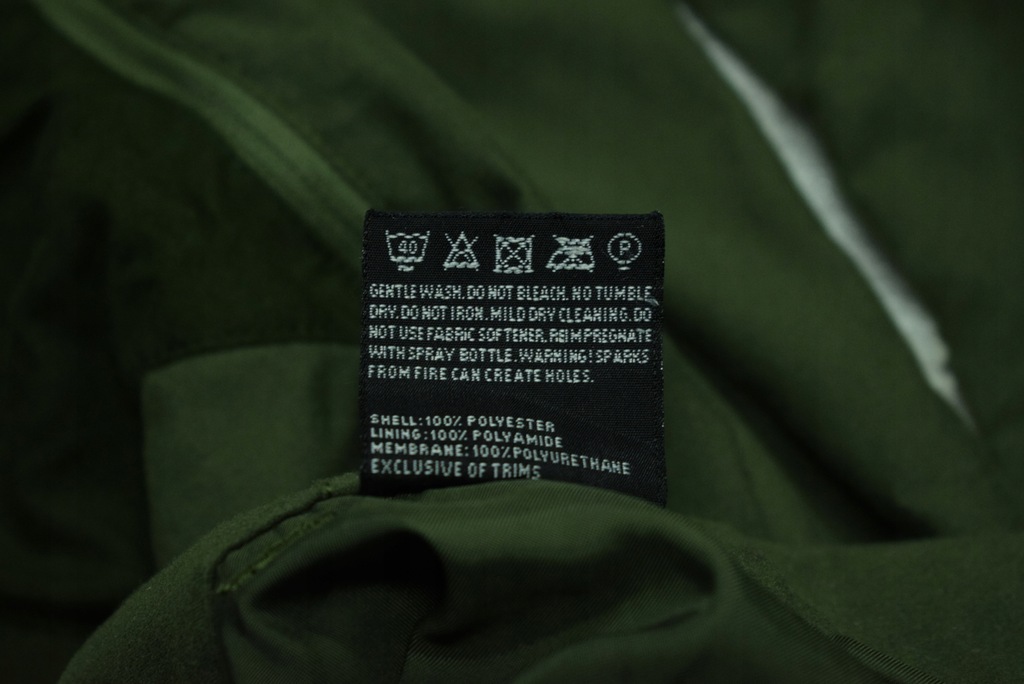 40 P
GENTLE WASH. DO NOT BLEACH. NO TUMBLE
DRY. DO NOT IRON. MILD DRY CLEANING. DO
NOT USE FABRIC SOFTENER. REIMPREGNATE
WITH SPRAY BOTTLE. WARNING! SPARKS
FROM FIRE CAN CREATE HOLES.
SHELL: 100% POLYESTER
LINING: 100% POLYAMIDE
MEMBRANE: 100% POLYURETHANE
EXCLUSIVE OF TRIMS